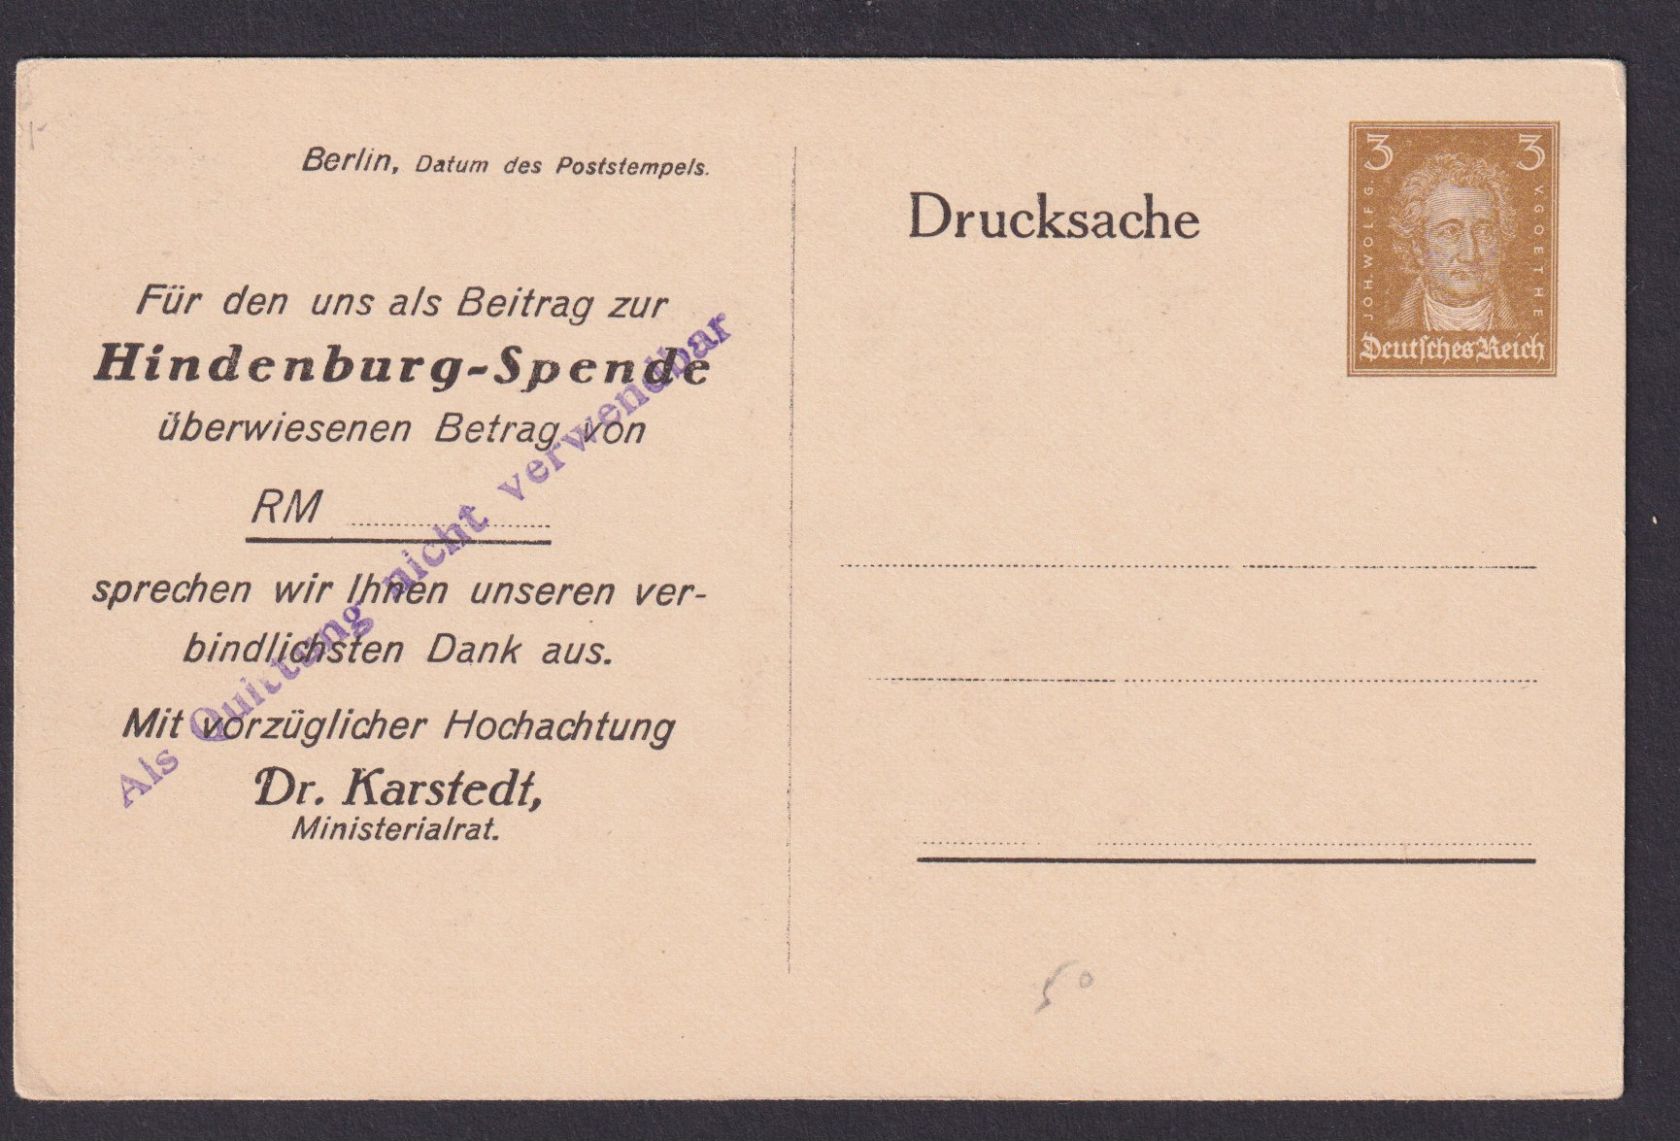 Berlin, Datum des Poststempels.
Für den uns als Beitrag zur
Hindenburg-Spende
überwiesenen Betrag von
RM
sprechen wir Ihnen unseren ver-
bindlichsten Dank aus.
Mit vorzüglicher Hochachtung
Dr. Karstedt,
Ministerialrat.
Als Quittung nicht verwendbar
Drucksache
3 3
JOH. WOLFG. V. GOETHE
Deutsches Reich
50